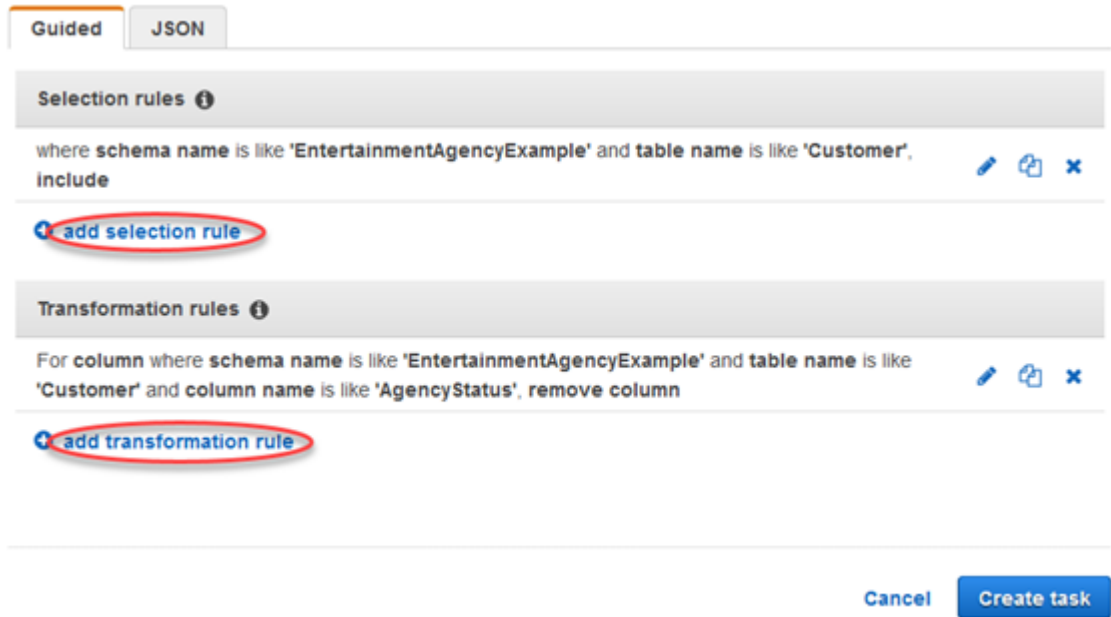 Guided JSON
Selection rules
where schema name is like 'EntertainmentAgencyExample' and table name is like 'Customer',
include
add selection rule
Transformation rules
For column where schema name is like 'EntertainmentAgencyExample' and table name is like
'Customer' and column name is like 'AgencyStatus', remove column
add transformation rule
Cancel Create task